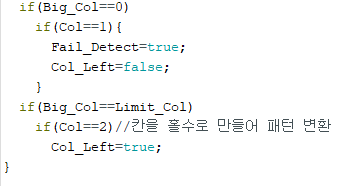 if(Big_Col==0)
if(Col==1){
Fail_Detect=true;
Col_Left=false;
}
if(Big_Col==Limit_Col)
if(Col==2)//칸을 홀수로 만들어 패턴 변환
Col_Left=true;
}